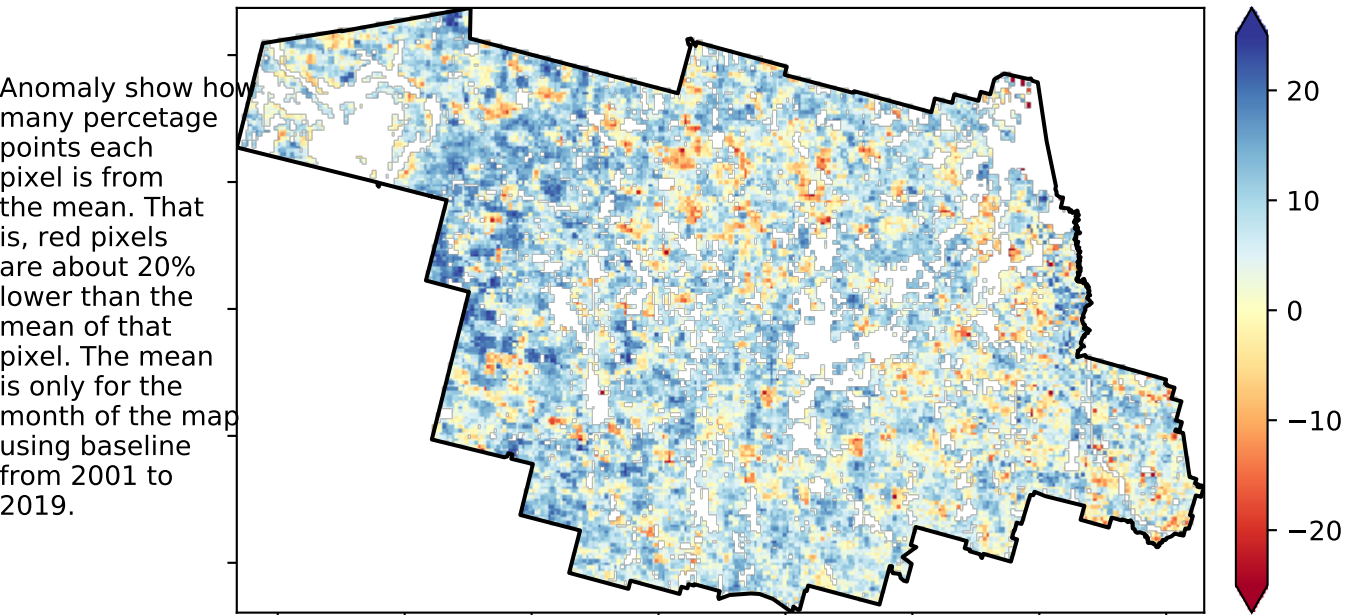 Anomaly show how
many percetage
points each
pixel is from
the mean. That
is, red pixels
are about 20%
lower than the
mean of that
pixel. The mean
is only for the
month of the map
using baseline
from 2001 to
2019.
20
10
0
−10
−20